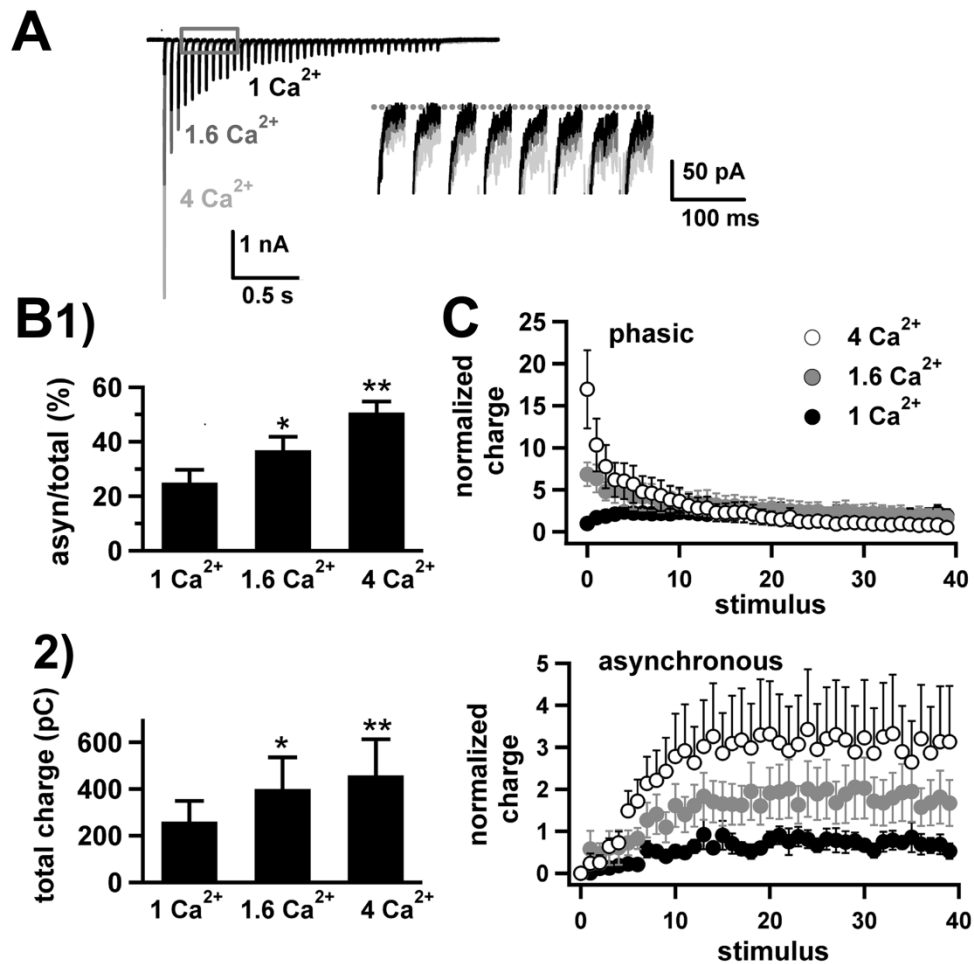 A
1 Ca²⁺
1.6 Ca²⁺
4 Ca²⁺
1 nA
0.5 s
50 pA
100 ms
B1)
asyn/total (%)
60
40
20
0
*
**
1 Ca²⁺
1.6 Ca²⁺
4 Ca²⁺
2)
total charge (pC)
600
400
200
0
*
**
1 Ca²⁺
1.6 Ca²⁺
4 Ca²⁺
C
phasic
4 Ca²⁺
1.6 Ca²⁺
1 Ca²⁺
normalized
charge
25
20
15
10
5
0
0
10
20
30
40
stimulus
asynchronous
normalized
charge
5
4
3
2
1
0
0
10
20
30
40
stimulus